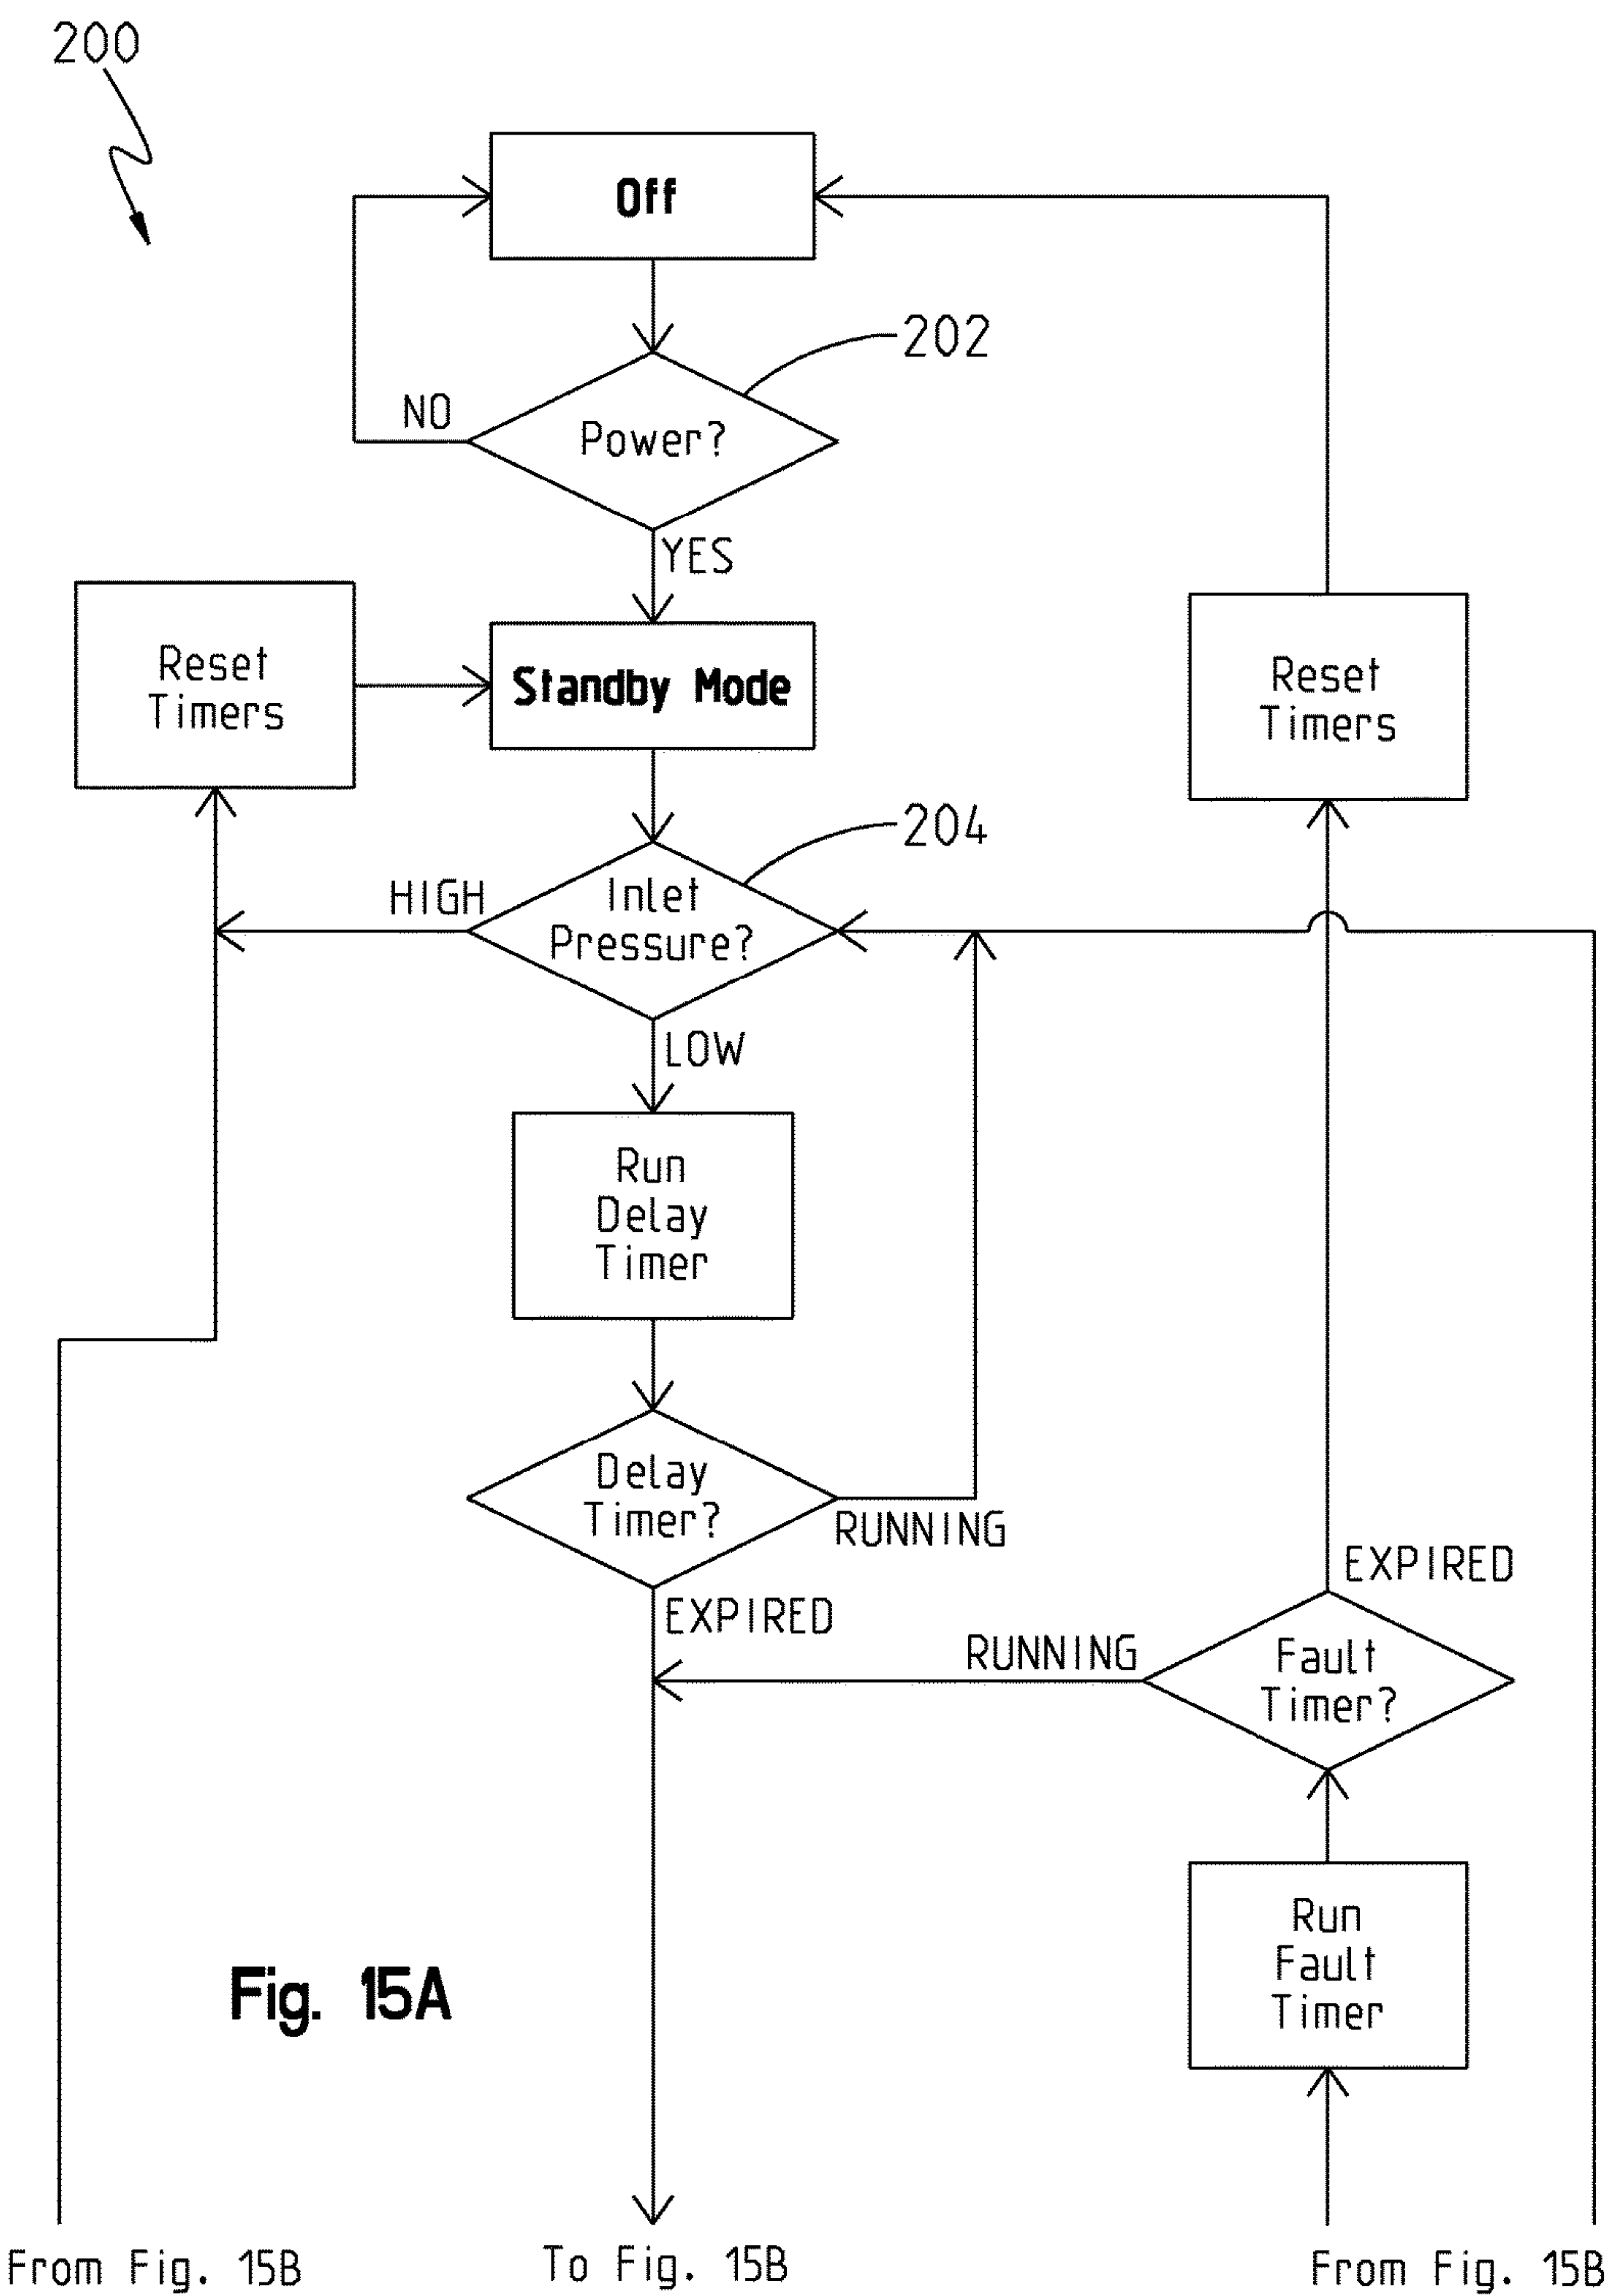 200
Off
202
NO
Power?
YES
Reset
Timers
Standby Mode
Reset
Timers
204
HIGH
Inlet
Pressure?
LOW
Run
Delay
Timer
Delay
Timer?
RUNNING
EXPIRED
EXPIRED
RUNNING
Fault
Timer?
Run
Fault
Timer
Fig. 15A
From Fig. 15B
To Fig. 15B
From Fig. 15B